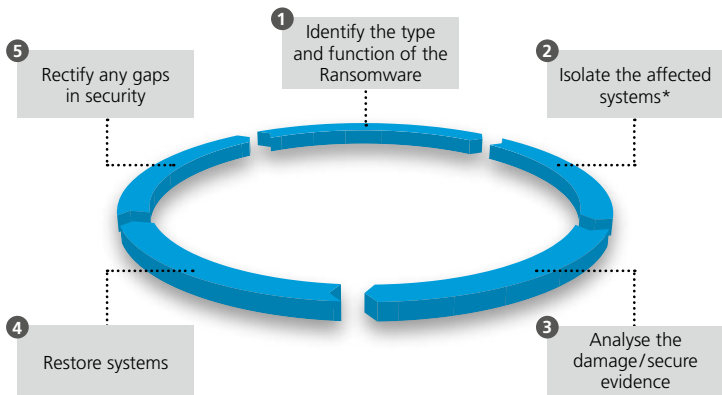 1
Identify the type
and function of the
Ransomware
2
Isolate the affected
systems*
3
Analyse the
damage/secure
evidence
4
Restore systems
5
Rectify any gaps
in security